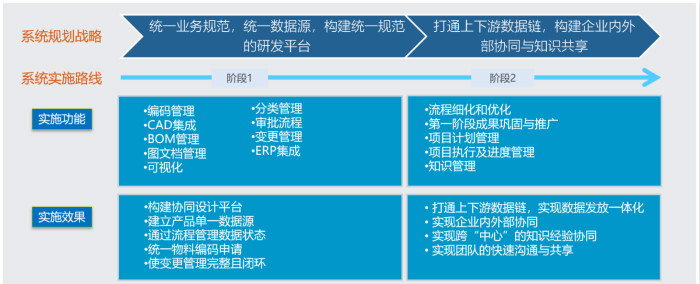 系统规划战略
统一业务规范，统一数据源，构建统一规范
的研发平台
打通上下游数据链，构建企业内外
部协同与知识共享
系统实施路线
阶段1
阶段2
实施功能
•编码管理
•CAD集成
•BOM管理
•图文档管理
•可视化
•分类管理
•审批流程
•变更管理
•ERP集成
•流程细化和优化
•第一阶段成果巩固与推广
•项目计划管理
•项目执行及进度管理
•知识管理
实施效果
•构建协同设计平台
•建立产品单一数据源
•通过流程管理数据状态
•统一物料编码申请
•使变更管理完整且闭环
•打通上下游数据链，实现数据发放一体化
•实现企业内外部协同
•实现跨“中心”的知识经验协同
•实现团队的快速沟通与共享